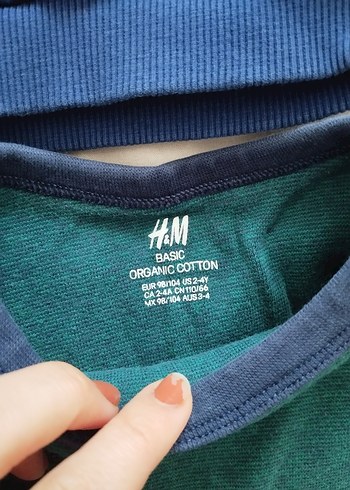 H&M
BASIC
ORGANIC COTTON
EUR 98/104 US 2-4Y
CA 2-4A CN 110/56
MX 98/104 AUS 3-4